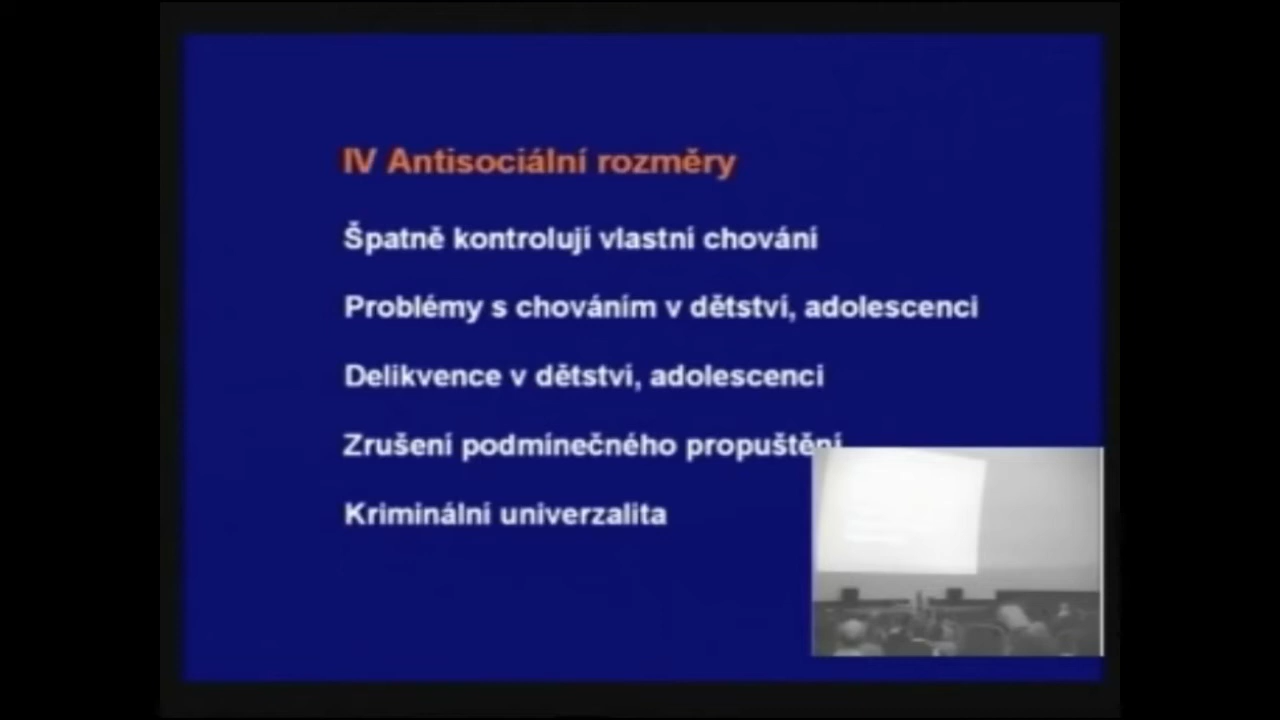 IV Antisociální rozměry
Špatně kontrolují vlastní chování
Problémy s chováním v dětství, adolescenci
Delikvence v dětství, adolescenci
Zrušení podmínečného propuštění
Kriminální univerzalita